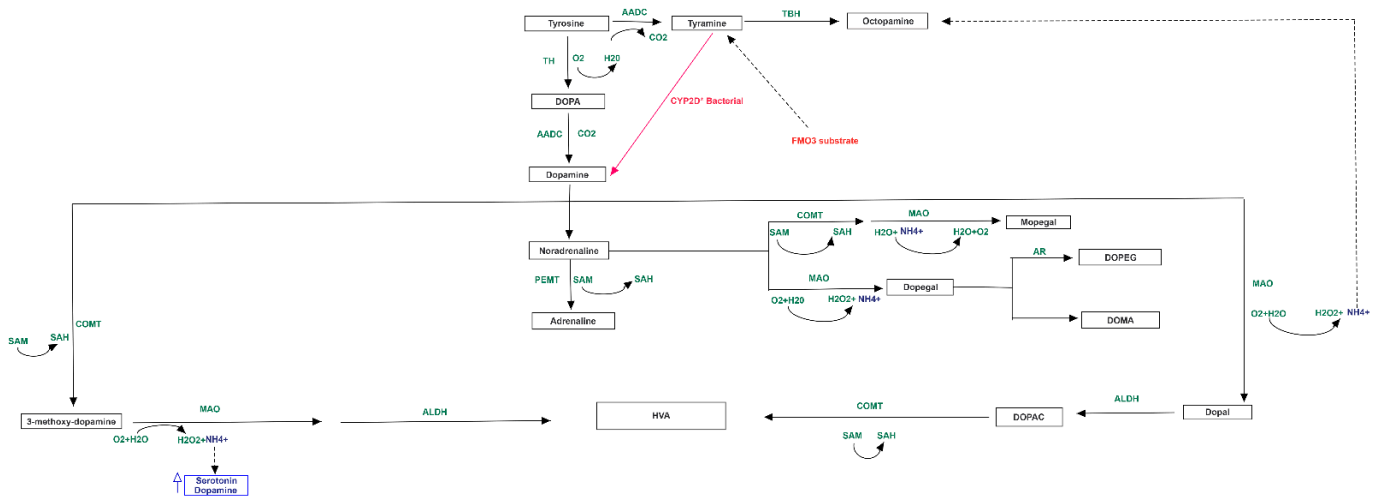 AADC
TBH
Tyrosine
Tyramine
Octopamine
CO2
TH
O2
H20
DOPA
CYP2D* Bacterial
AADC
CO2
FMO3 substrate
Dopamine
COMT
MAO
SAM
SAH
H2O+
NH4+
H2O+O2
Mopegal
Noradrenaline
AR
DOPEG
PEMT
SAM
SAH
MAO
Dopegal
MAO
O2+H20
H2O2+ NH4+
Adrenaline
DOMA
O2+H2O
H2O2+ NH4+
COMT
SAM
SAH
3-methoxy-dopamine
MAO
ALDH
HVA
COMT
DOPAC
ALDH
Dopal
O2+H2O
H2O2+NH4+
SAM
SAH
Serotonin
Dopamine